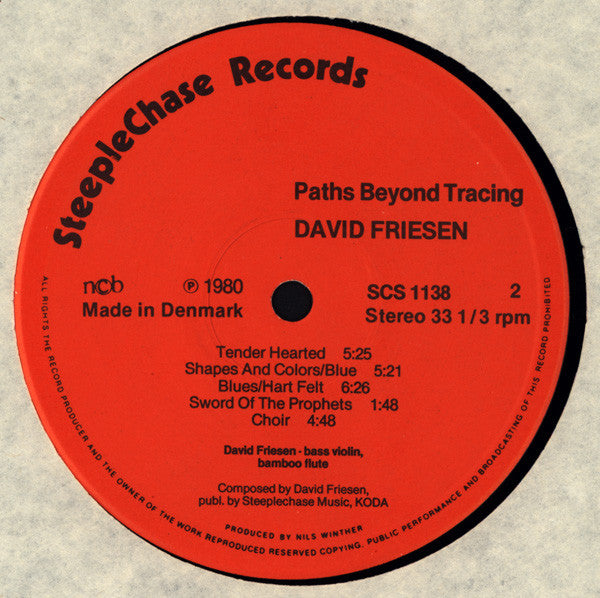 SteepleChase Records
Paths Beyond Tracing
DAVID FRIESEN
ncb ℗ 1980 SCS 1138 2
Made in Denmark Stereo 33 1/3 rpm
Tender Hearted 5:25
Shapes And Colors/Blue 5:21
Blues/Hart Felt 6:26
Sword Of The Prophets 1:48
Choir 4:48
David Friesen - bass violin,
bamboo flute
Composed by David Friesen,
publ. by Steeplechase Music, KODA
PRODUCED BY NILS WINTHER
ALL RIGHTS THE RECORD PRODUCER AND THE OWNER OF THE WORK REPRODUCED RESERVED COPYING, PUBLIC PERFORMANCE AND BROADCASTING OF THIS RECORD PROHIBITED